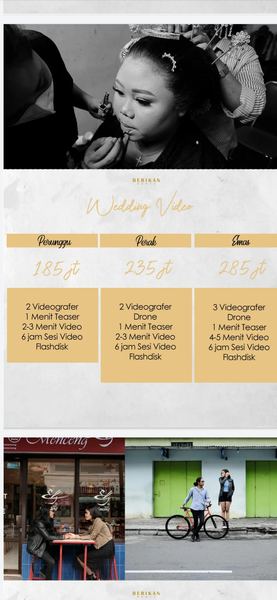 BERIKAN
Wedding Video
Perunggu
Perak
Emas
185 jt
235 jt
285 jt
2 Videografer
1 Menit Teaser
2-3 Menit Video
6 jam Sesi Video
Flashdisk
2 Videografer
Drone
1 Menit Teaser
2-3 Menit Video
6 jam Sesi Video
Flashdisk
3 Videografer
Drone
1 Menit Teaser
4-5 Menit Video
6 jam Sesi Video
Flashdisk
Menceng
BERIKAN